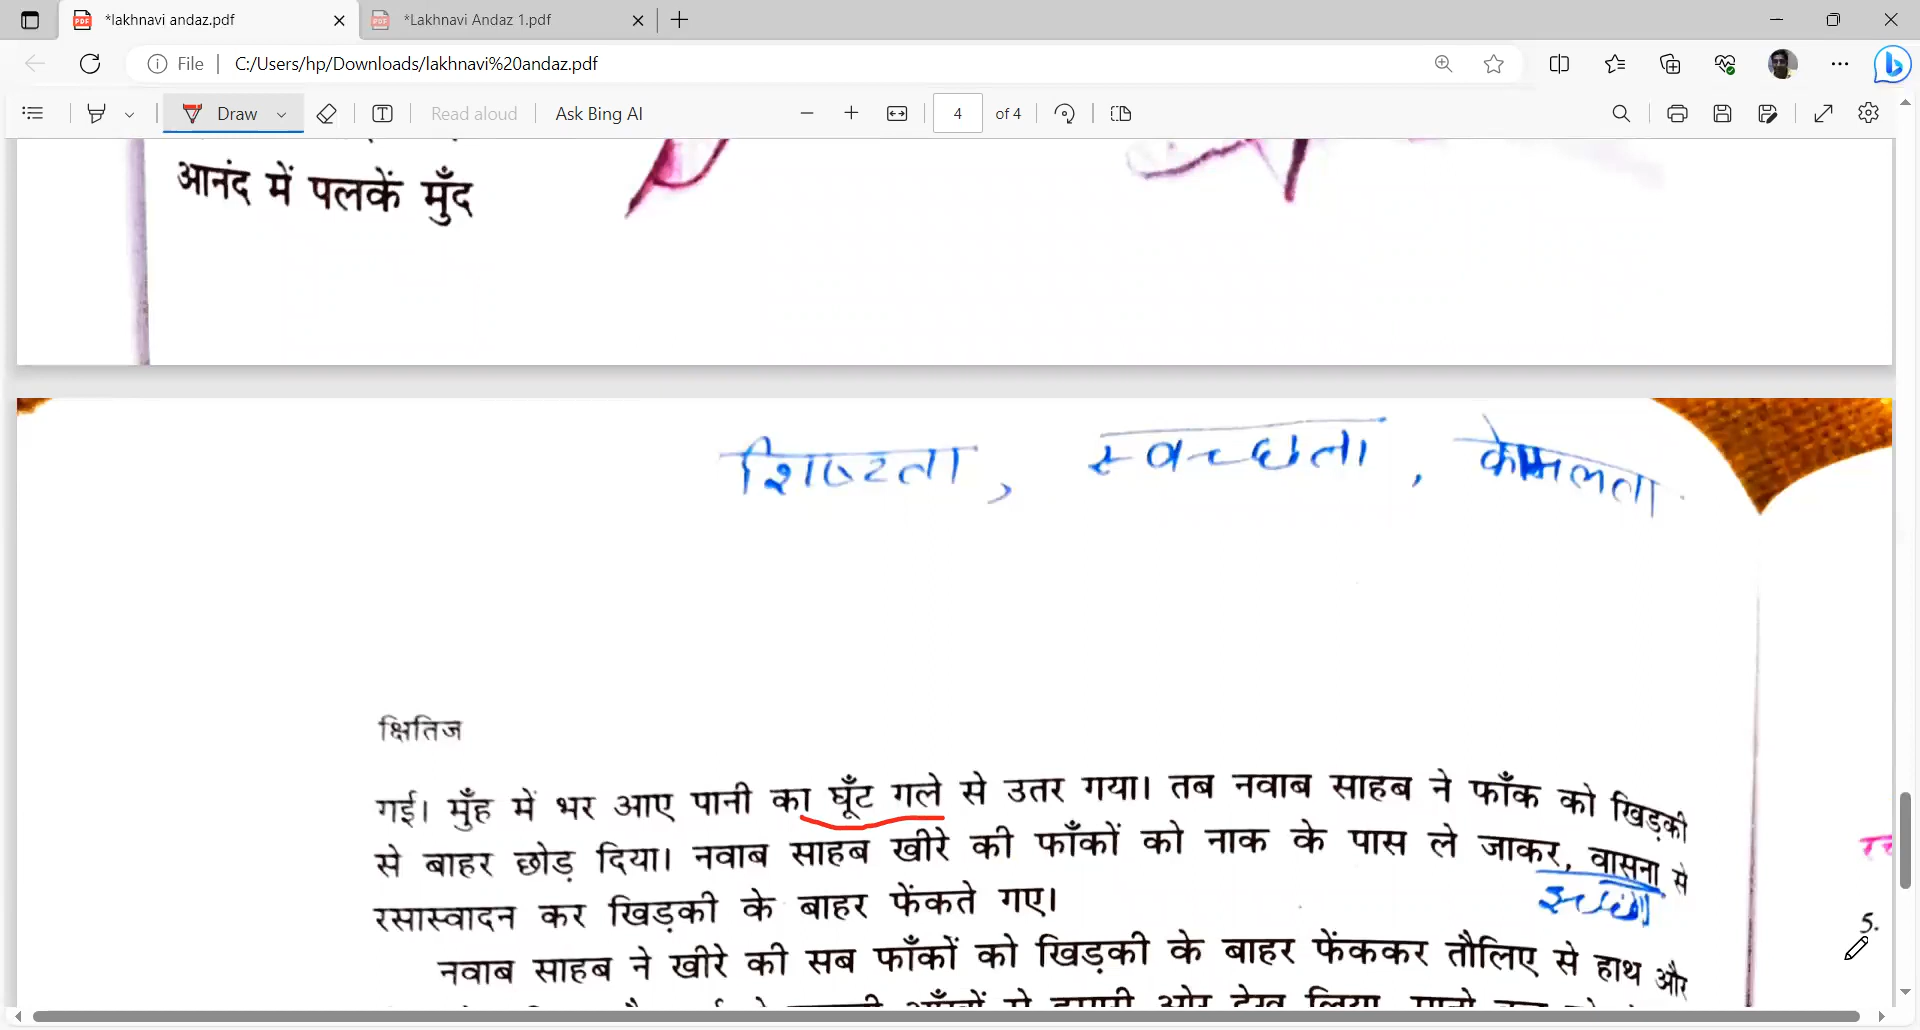 *lakhnavi andaz.pdf
*Lakhnavi Andaz 1.pdf
File
C:/Users/hp/Downloads/lakhnavi%20andaz.pdf
Draw
Read aloud
Ask Bing AI
4
of 4
आनंद में पलकें मुँद
शिष्टता, स्वच्छता, कोमलता
क्षितिज
गई। मुँह में भर आए पानी का घूँट गले से उतर गया। तब नवाब साहब ने फाँक को खिड़की
से बाहर छोड़ दिया। नवाब साहब खीरे की फाँकों को नाक के पास ले जाकर, वासना से
इच्छा
रसास्वादन कर खिड़की के बाहर फेंकते गए।
5.
नवाब साहब ने खीरे की सब फाँकों को खिड़की के बाहर फेंककर तौलिए से हाथ और